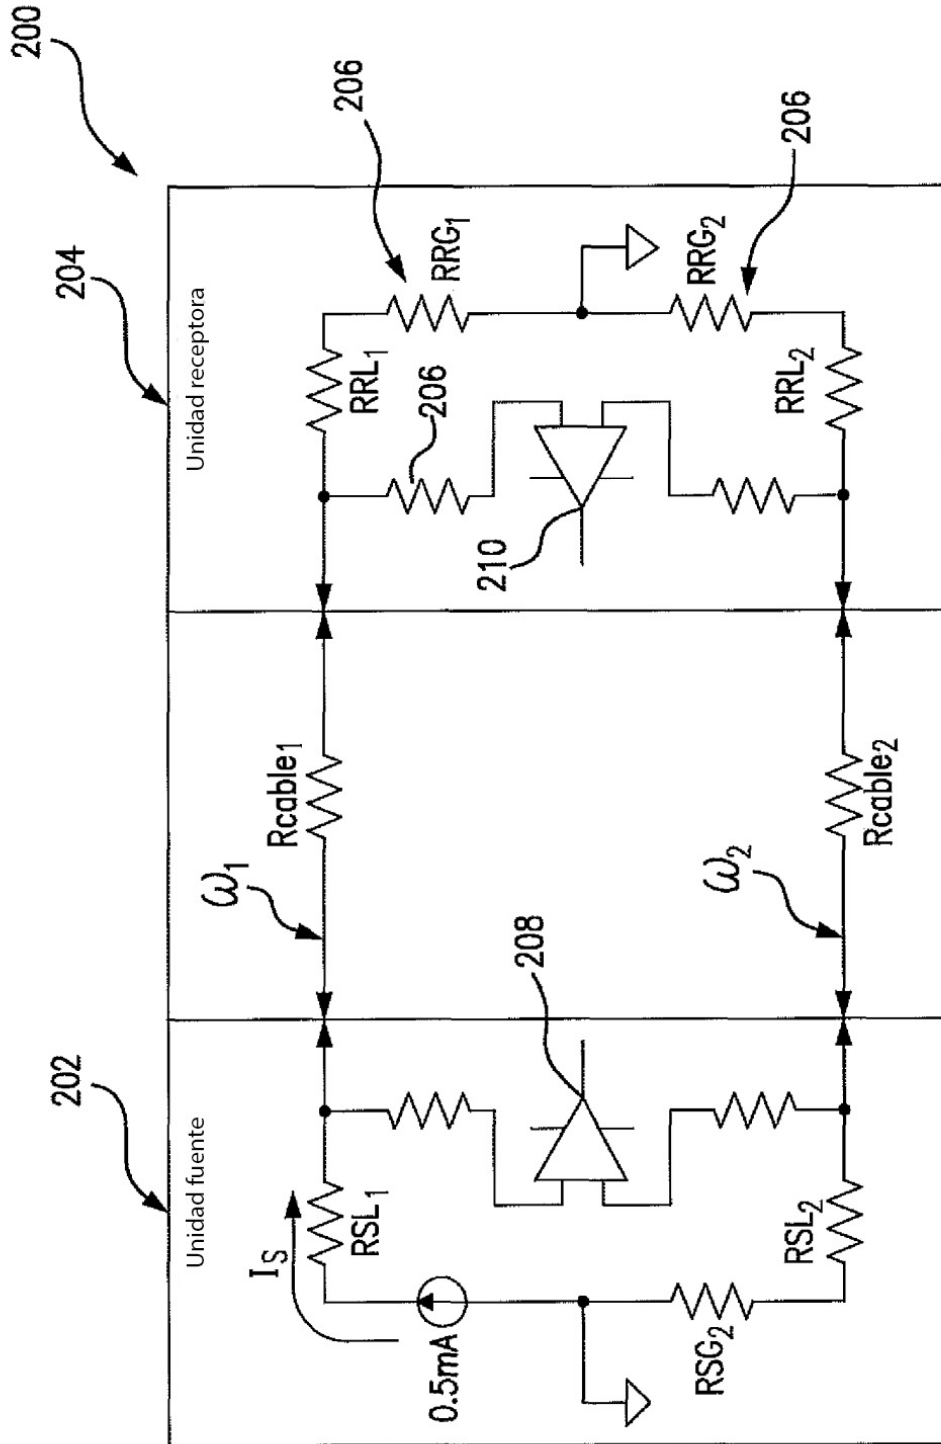 200
202
204
Unidad fuente
Unidad receptora
I_S
RSL₁
0.5mA
RSG₂
RSL₂
208
ω₁
Rcable₁
ω₂
Rcable₂
RRL₁
206
RRG₁
206
210
RRG₂
206
RRL₂